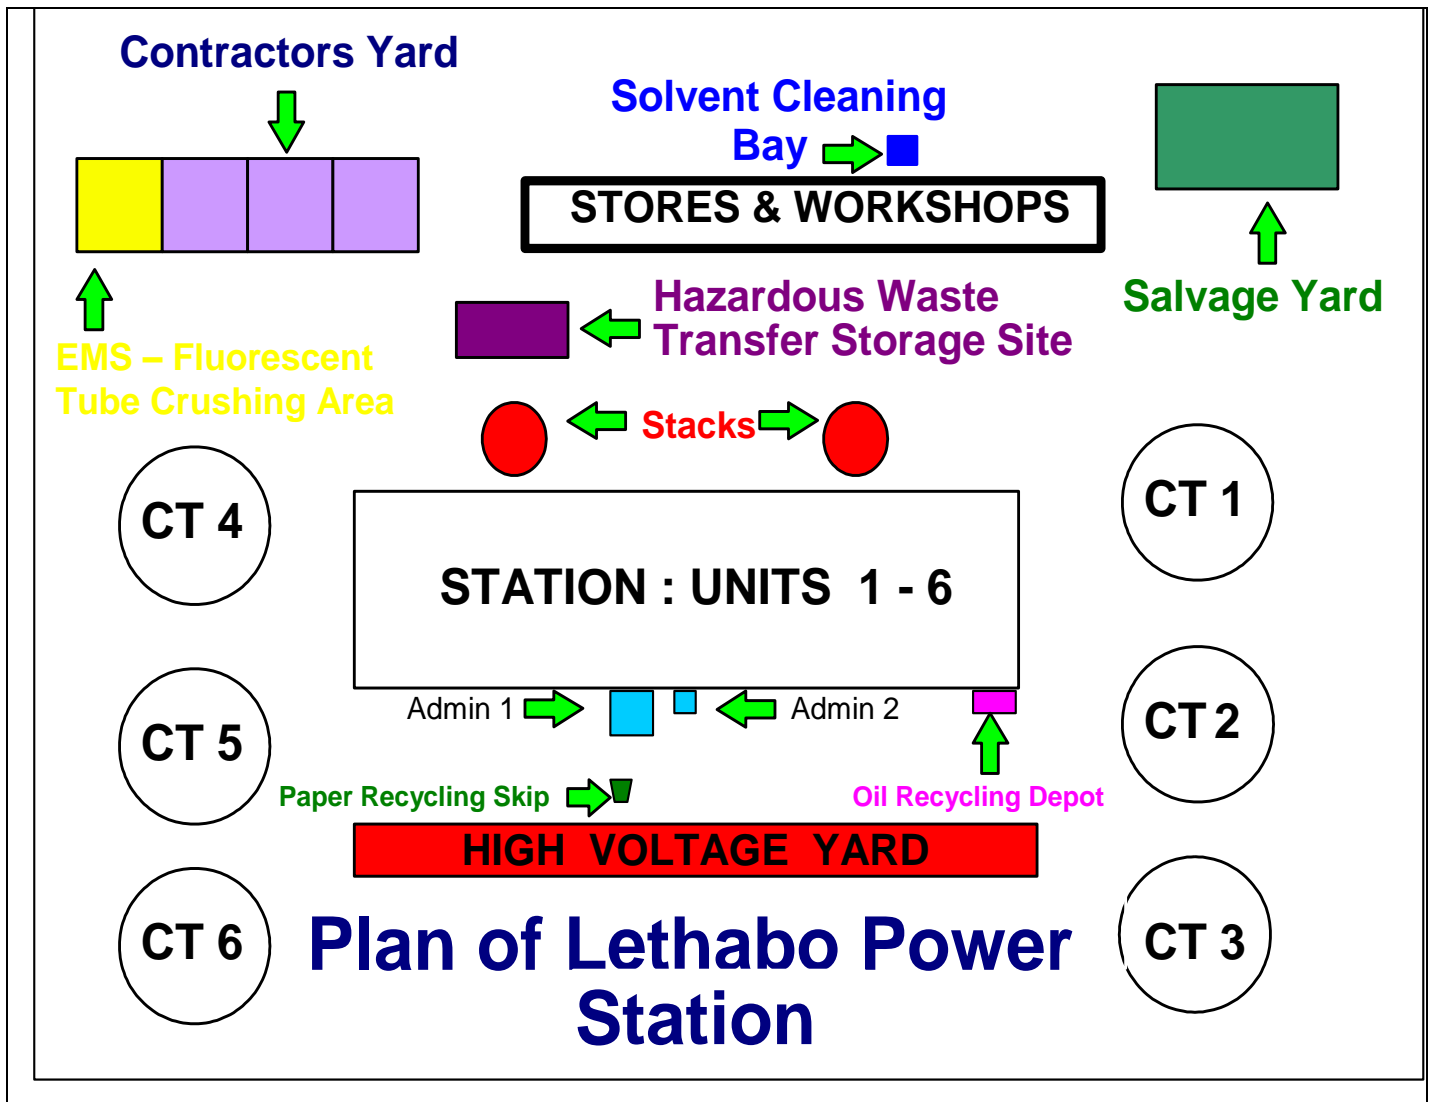 Contractors Yard
Solvent Cleaning
Bay
STORES & WORKSHOPS
Salvage Yard
Hazardous Waste
Transfer Storage Site
EMS – Fluorescent
Tube Crushing Area
Stacks
CT 4
CT 1
STATION : UNITS 1 - 6
Admin 1
Admin 2
CT 5
CT 2
Paper Recycling Skip
Oil Recycling Depot
HIGH VOLTAGE YARD
CT 6
CT 3
Plan of Lethabo Power
Station